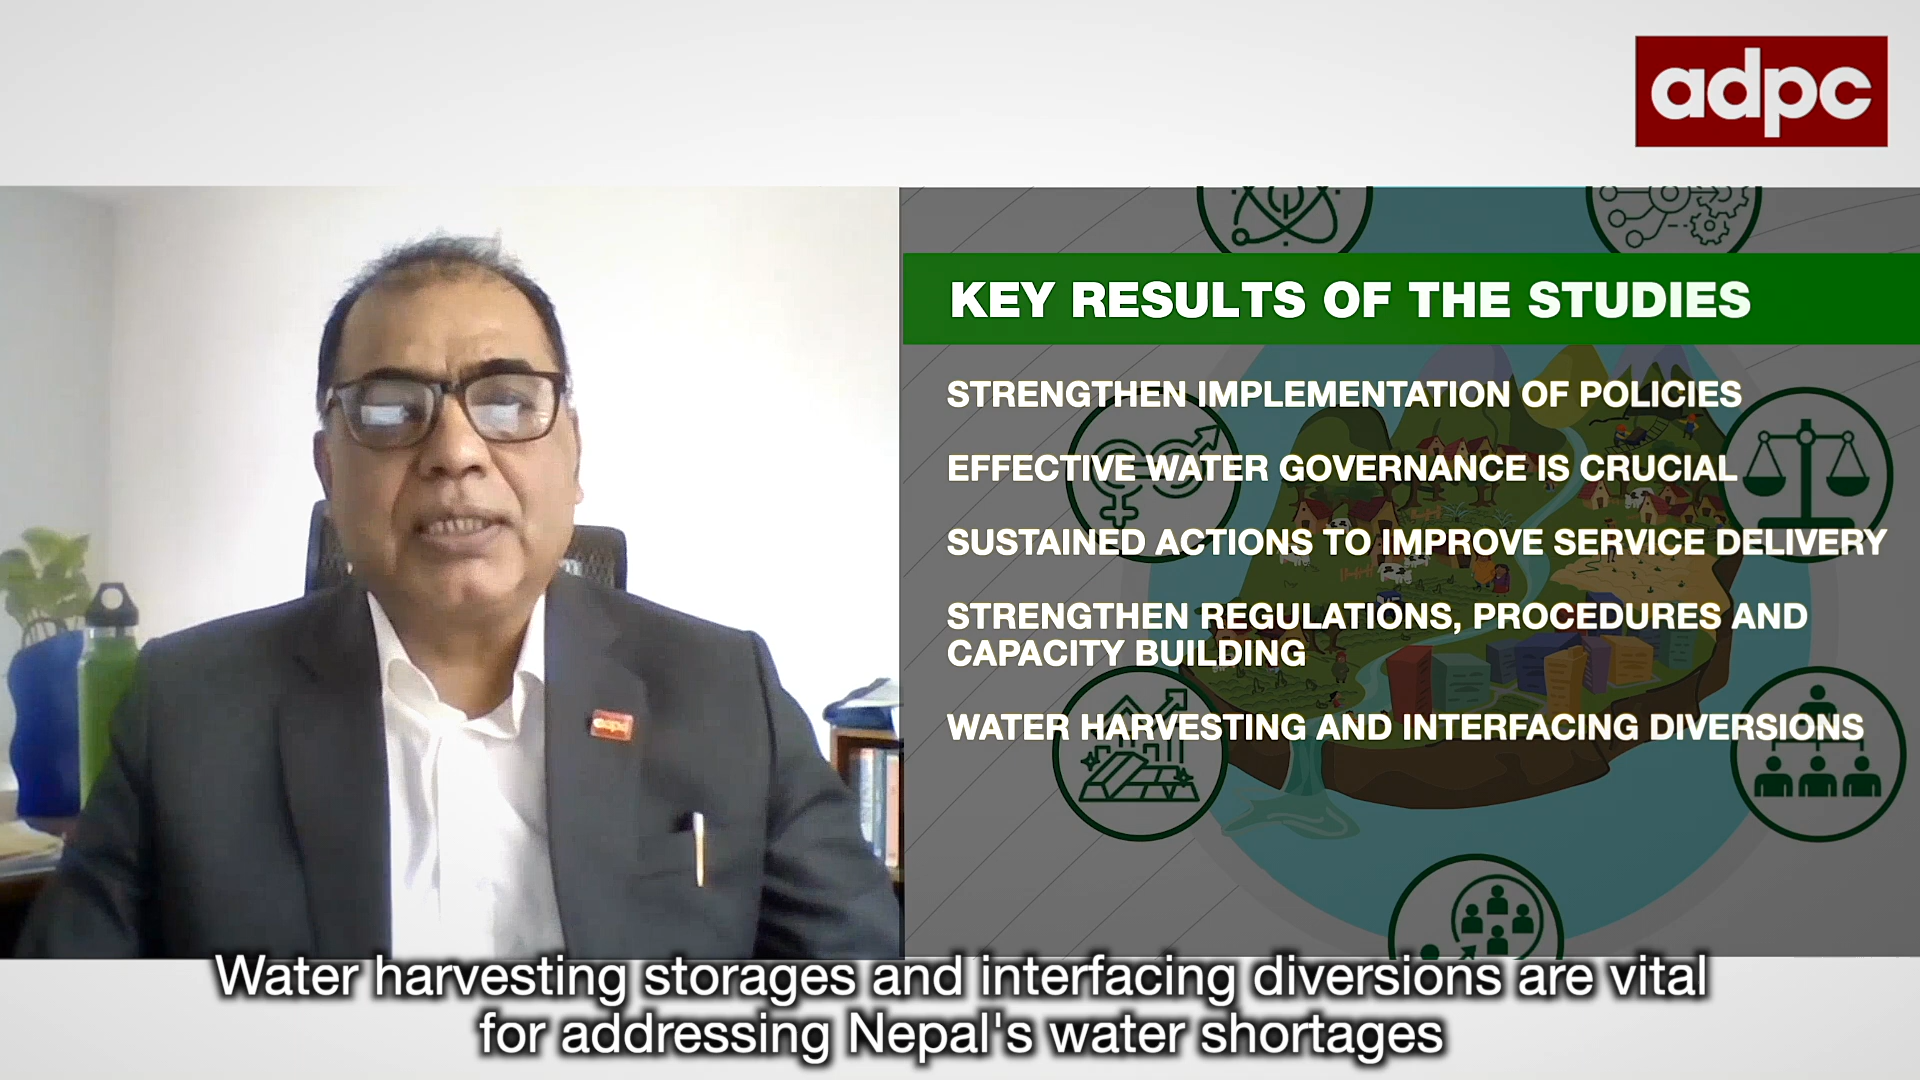 adpc
KEY RESULTS OF THE STUDIES
STRENGTHEN IMPLEMENTATION OF POLICIES
EFFECTIVE WATER GOVERNANCE IS CRUCIAL
SUSTAINED ACTIONS TO IMPROVE SERVICE DELIVERY
STRENGTHEN REGULATIONS, PROCEDURES AND
CAPACITY BUILDING
WATER HARVESTING AND INTERFACING DIVERSIONS
adpc
Water harvesting storages and interfacing diversions are vital
for addressing Nepal's water shortages